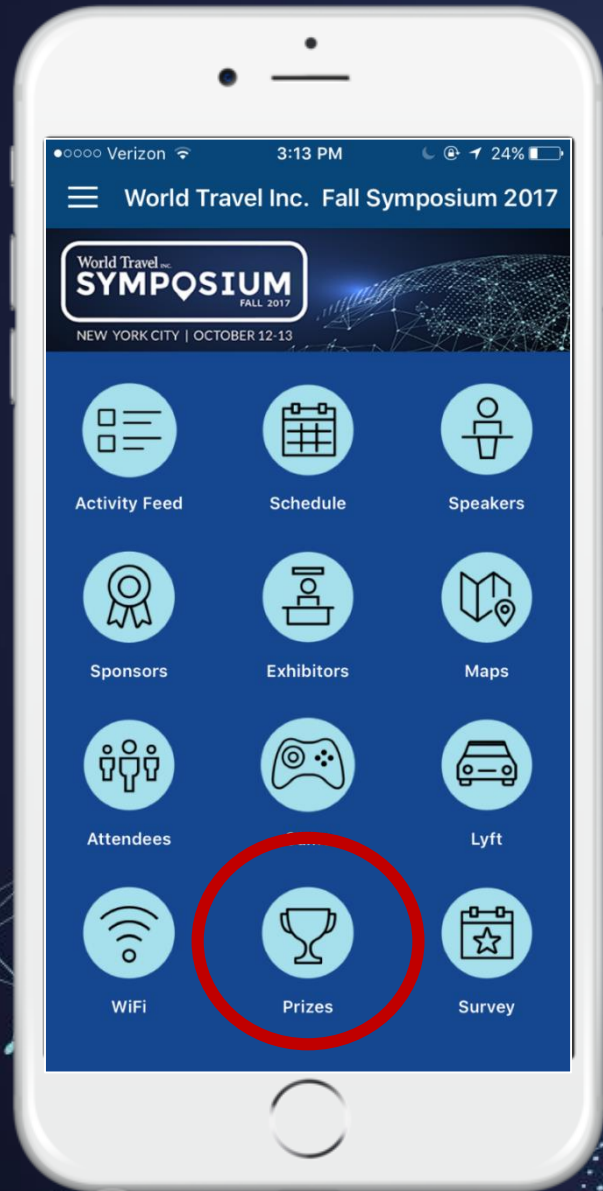 ●○○○○ Verizon 3:13 PM 24%
World Travel Inc. Fall Symposium 2017
World Travel INC.
SYMPOSIUM
FALL 2017
NEW YORK CITY | OCTOBER 12-13
Activity Feed Schedule Speakers
Sponsors Exhibitors Maps
Attendees Lyft
WiFi Prizes Survey